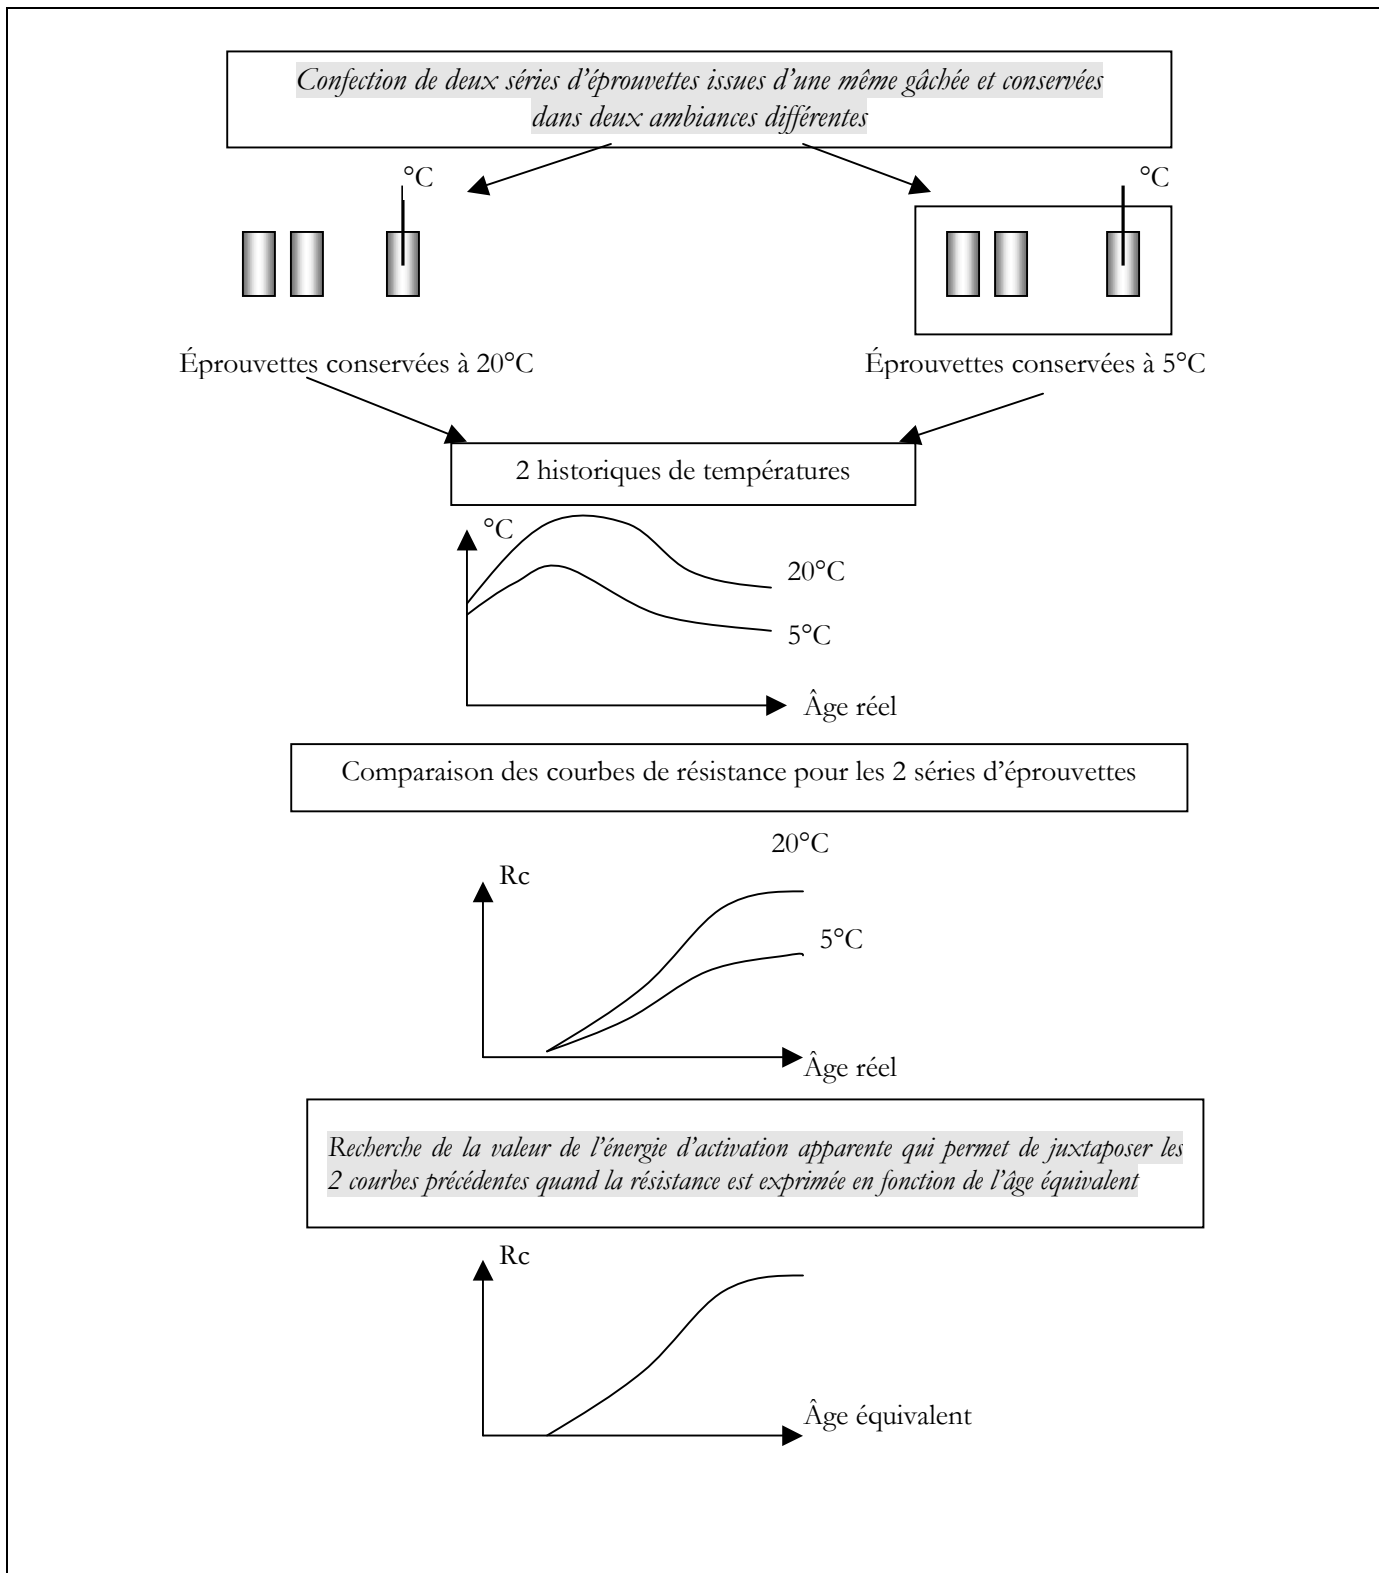 Confection de deux séries d'éprouvettes issues d'une même gâchée et conservées
dans deux ambiances différentes
°C
°C
Éprouvettes conservées à 20°C
Éprouvettes conservées à 5°C
2 historiques de températures
°C
20°C
5°C
Âge réel
Comparaison des courbes de résistance pour les 2 séries d'éprouvettes
20°C
Rc
5°C
Âge réel
Recherche de la valeur de l'énergie d'activation apparente qui permet de juxtaposer les
2 courbes précédentes quand la résistance est exprimée en fonction de l'âge équivalent
Rc
Âge équivalent